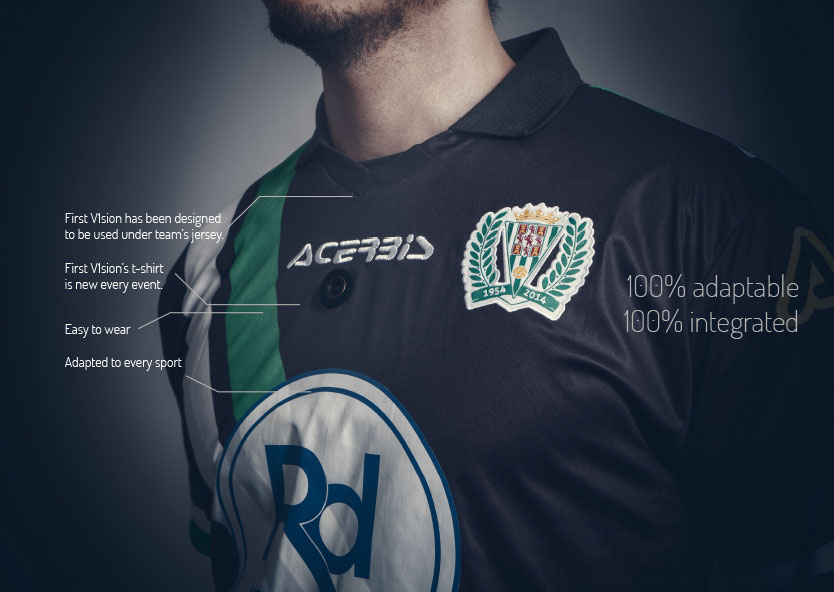 First V1sion has been designed
to be used under team's jersey.
First V1sion's t-shirt
is new every event.
Easy to wear
Adapted to every sport
ACERBIS
1954 2014
100% adaptable
100% integrated
Rd